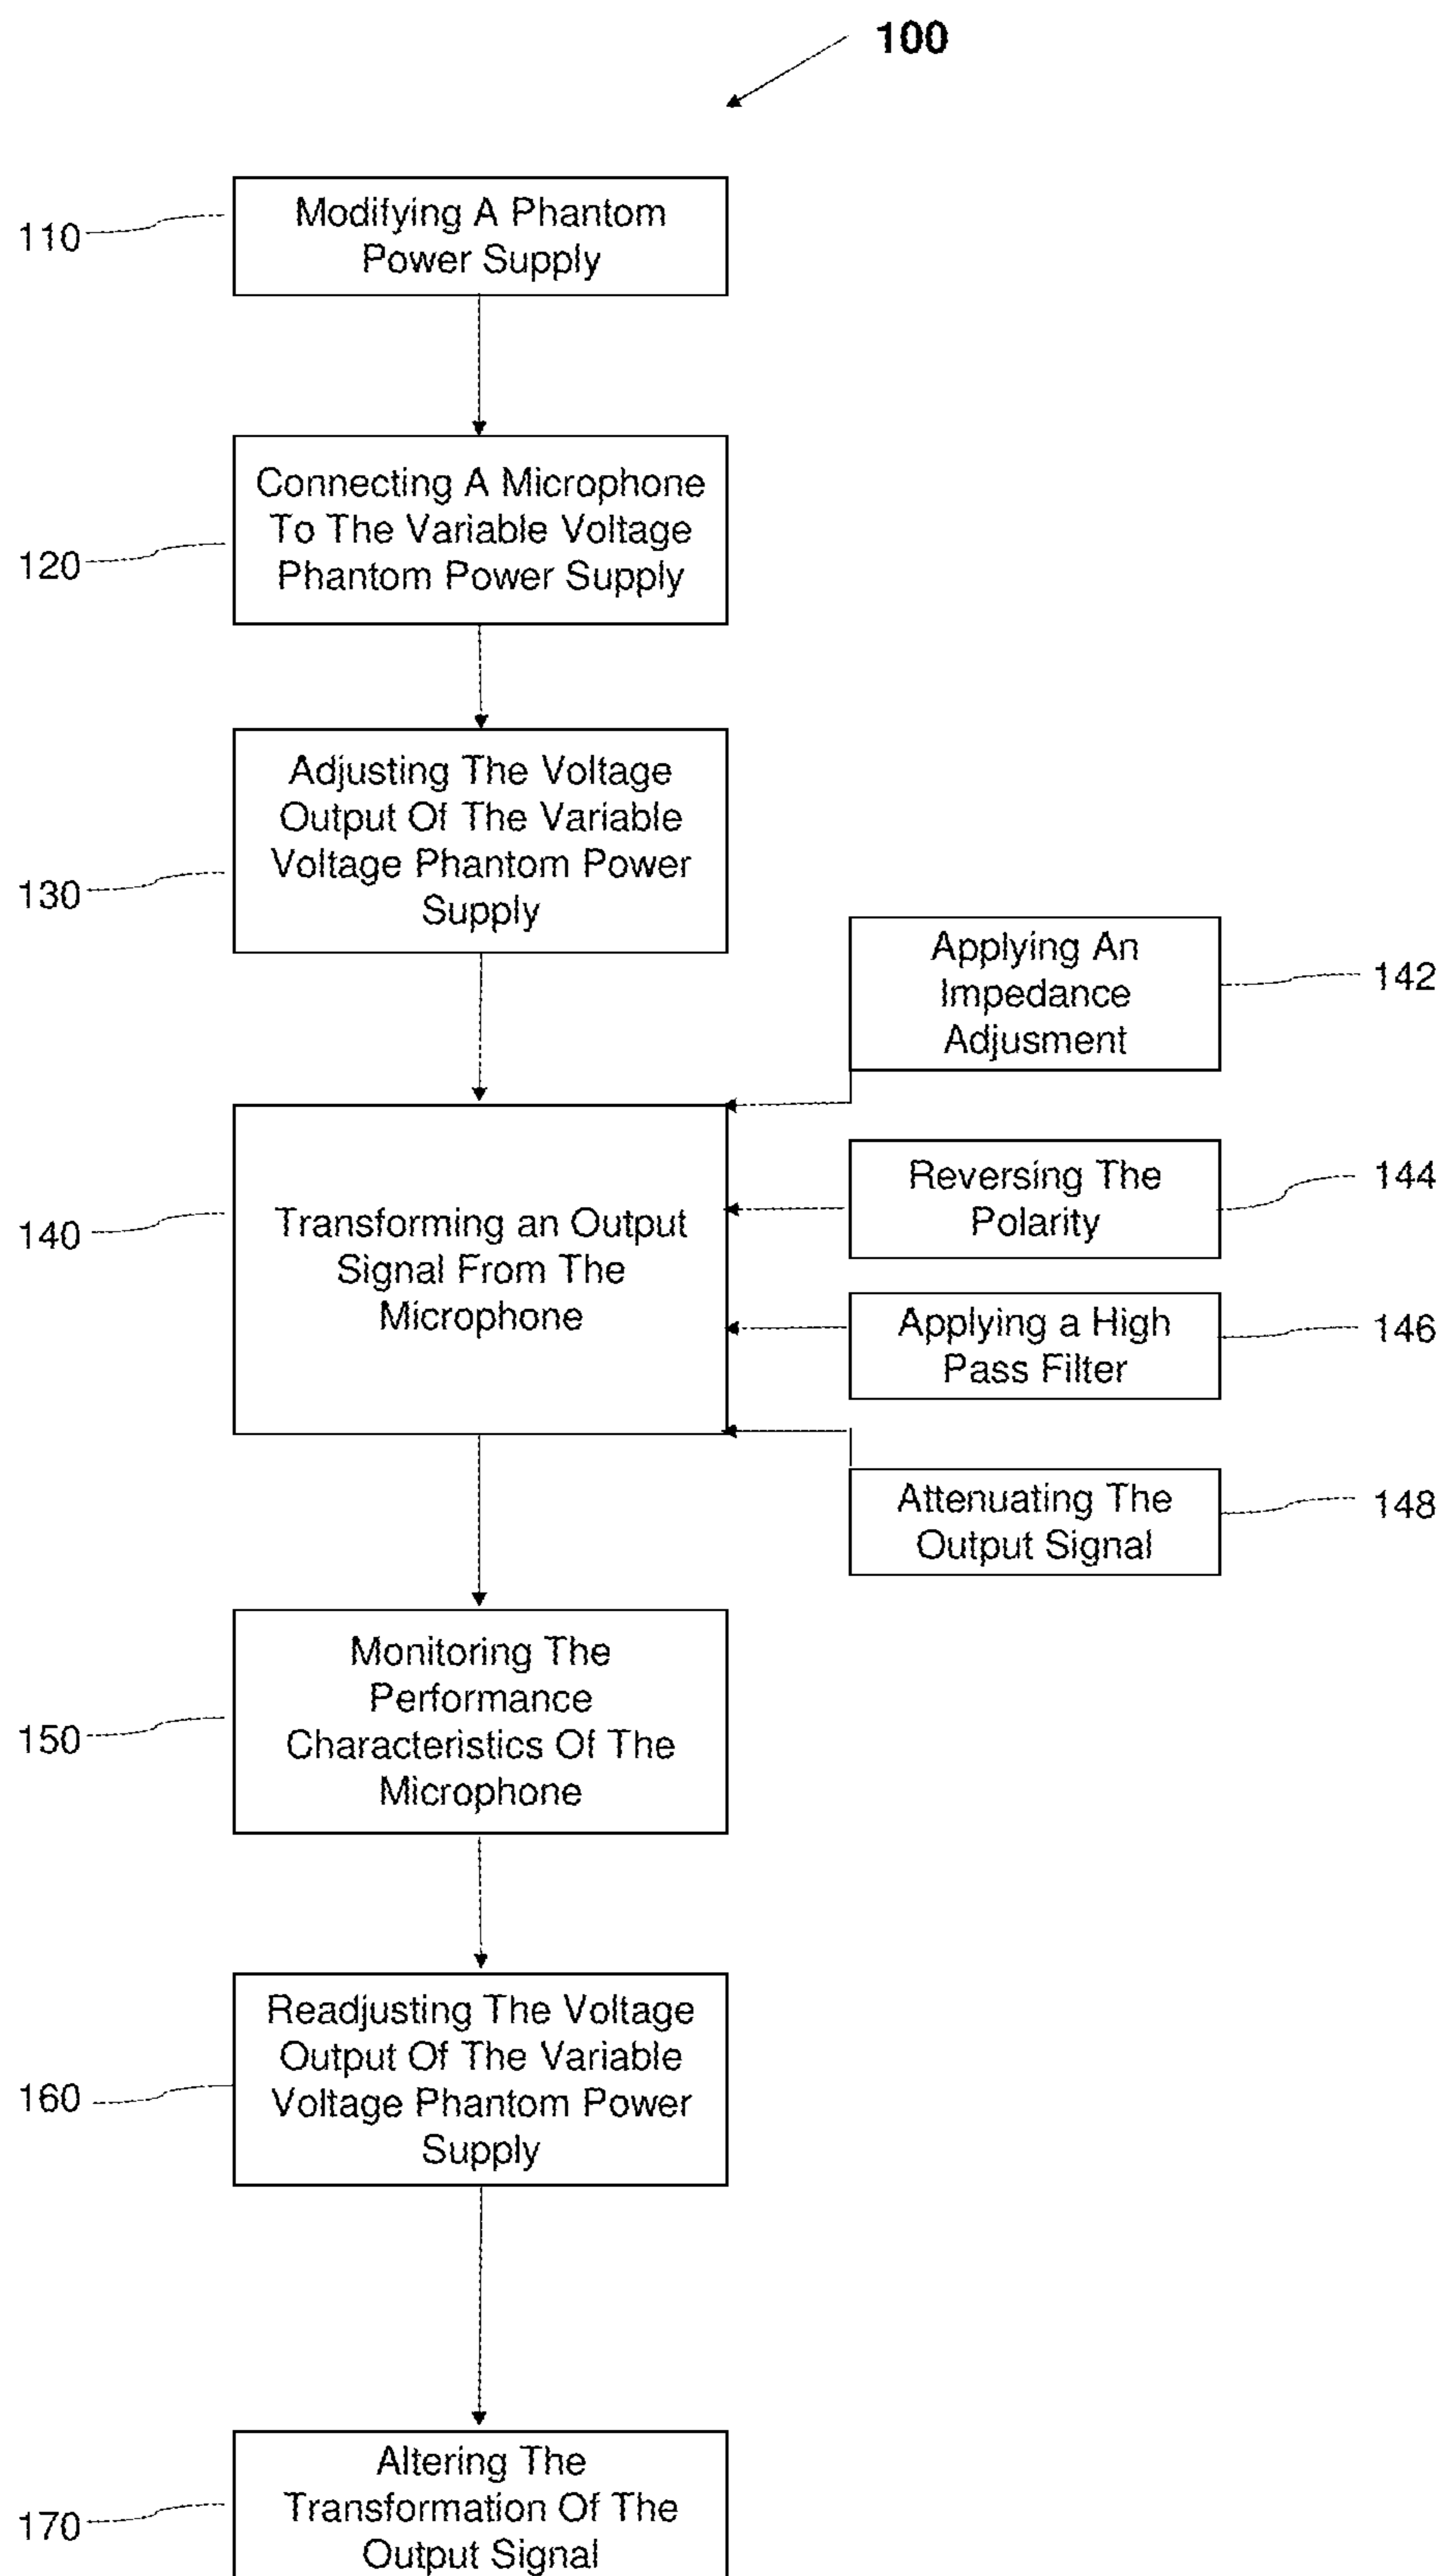 100
110
Modifying A Phantom
Power Supply
120
Connecting A Microphone
To The Variable Voltage
Phantom Power Supply
130
Adjusting The Voltage
Output Of The Variable
Voltage Phantom Power
Supply
Applying An
Impedance
Adjusment
142
140
Transforming an Output
Signal From The
Microphone
Reversing The
Polarity
144
Applying a High
Pass Filter
146
Attenuating The
Output Signal
148
150
Monitoring The
Performance
Characteristics Of The
Microphone
160
Readjusting The Voltage
Output Of The Variable
Voltage Phantom Power
Supply
170
Altering The
Transformation Of The
Output Signal